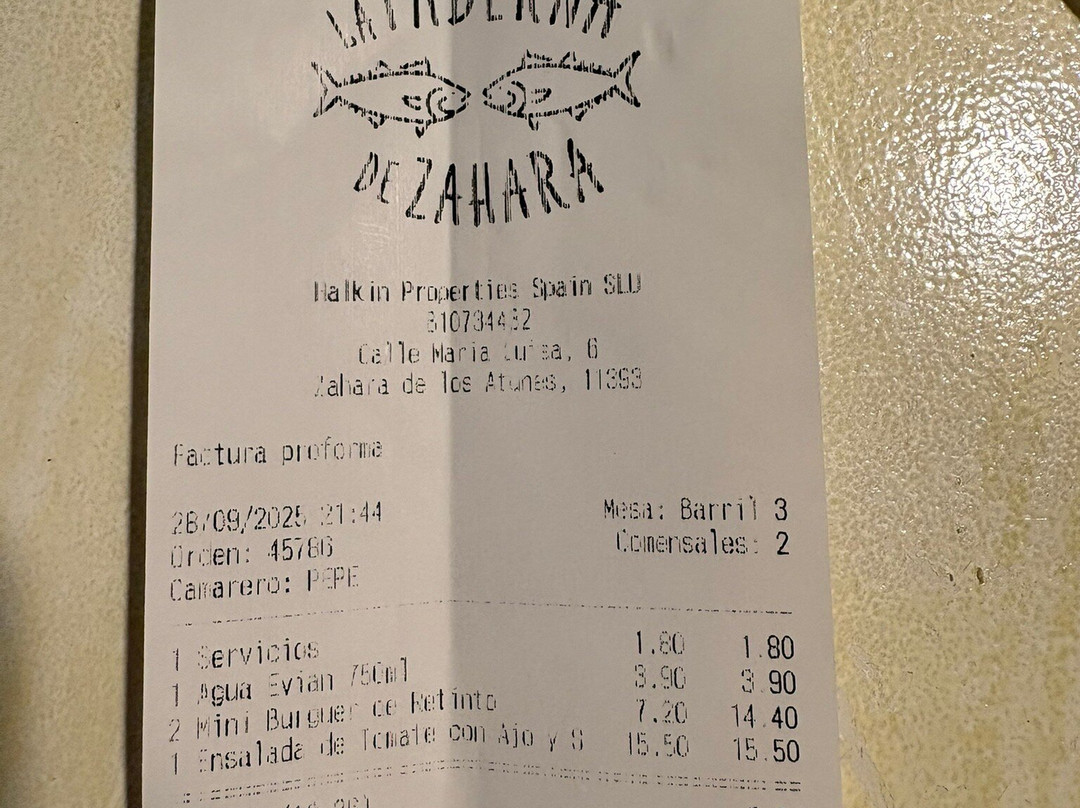 LA TABERNA
DE ZAHARA
Halkin Properties Spain SLU
B10734432
Calle Maria Luisa, 6
Zahara de los Atunes, 11393
Factura proforma
28/09/2025 21:44
Mesa: Barril 3
Orden: 45786
Comensales: 2
Camarero: PEPE
1 Servicios 1.80 1.80
1 Agua Evian 750ml 3.90 3.90
2 Mini Burguer de Retinto 7.20 14.40
1 Ensalada de Tomate con Ajo y S 15.50 15.50